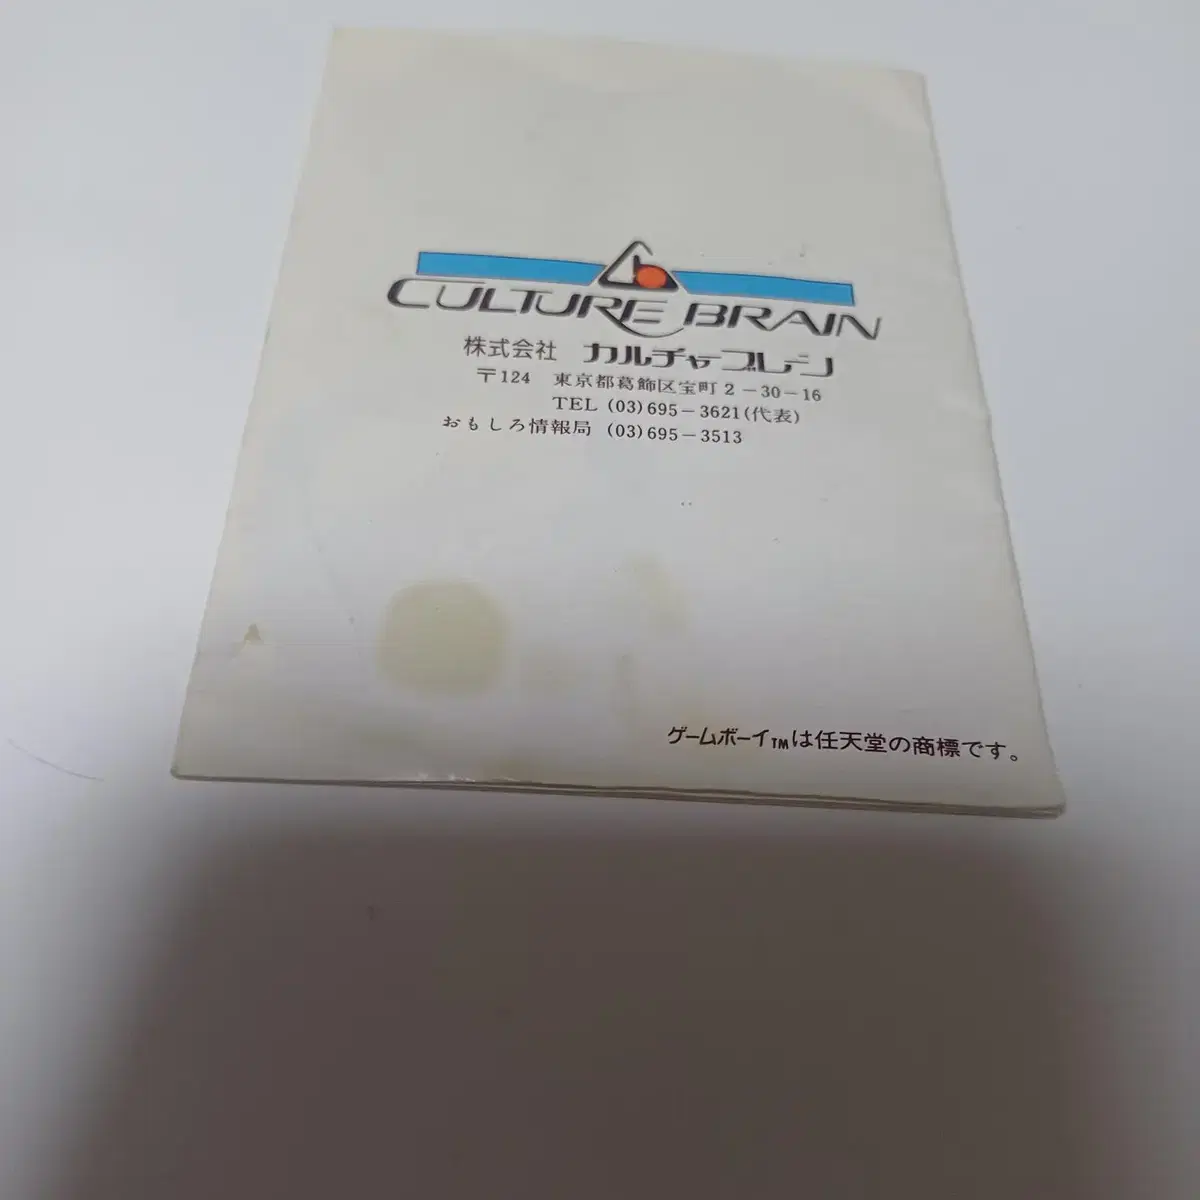 CULTURE BRAIN
株式会社 カルチャーブレーン
〒124 東京都葛飾区宝町2-30-16
TEL (03)695-3621(代表)
おもしろ情報局 (03)695-3513
ゲームボーイTMは任天堂の商標です。